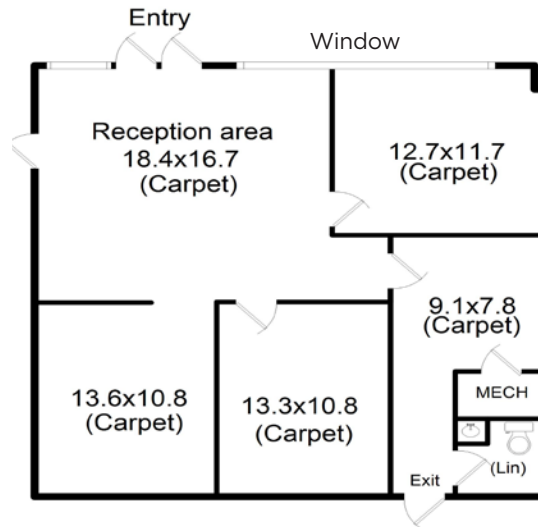 Entry
Window
Reception area
18.4x16.7
(Carpet)
12.7x11.7
(Carpet)
9.1x7.8
(Carpet)
13.6x10.8
(Carpet)
13.3x10.8
(Carpet)
MECH
(Lin)
Exit